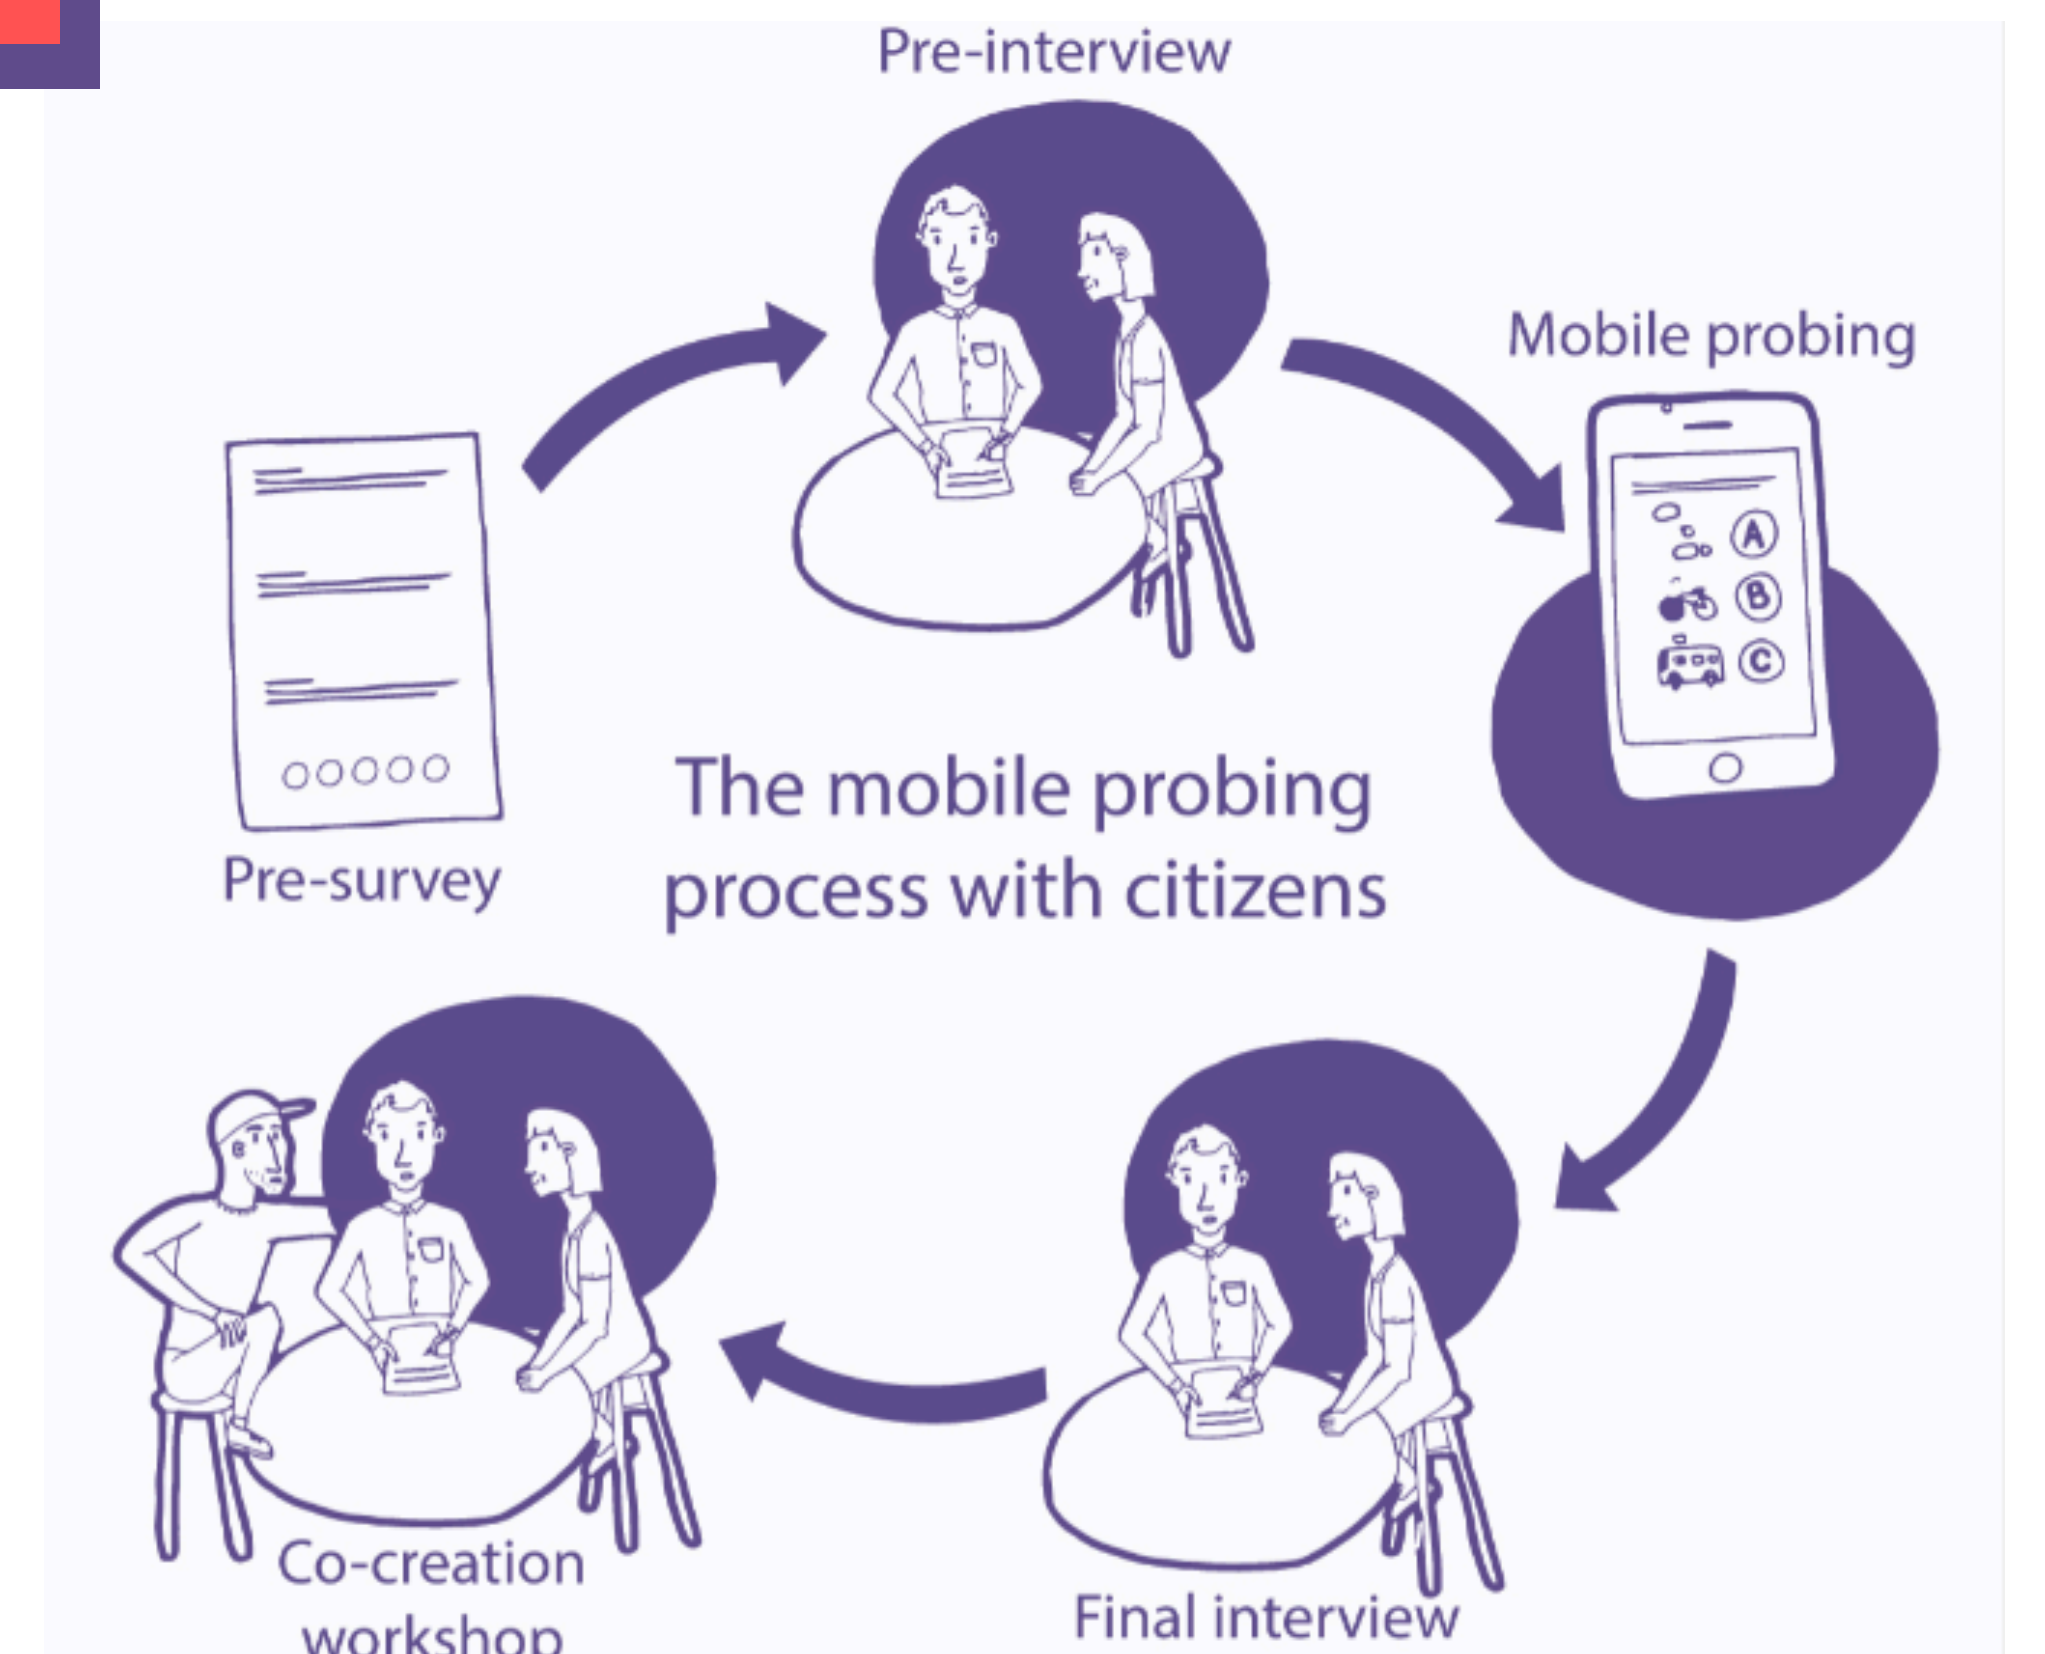 Pre-interview
Mobile probing
A
B
C
The mobile probing
process with citizens
Pre-survey
Co-creation
workshop
Final interview